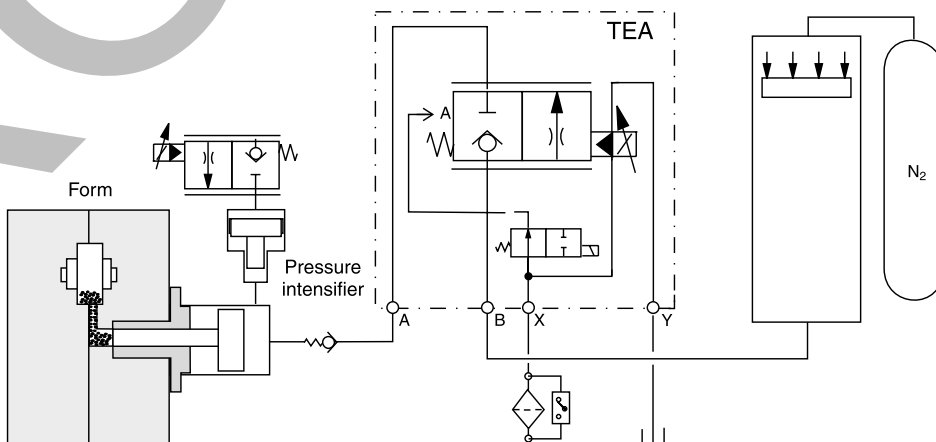 TEA
A
N2
Form
Pressure
intensifier
A
B
X
Y